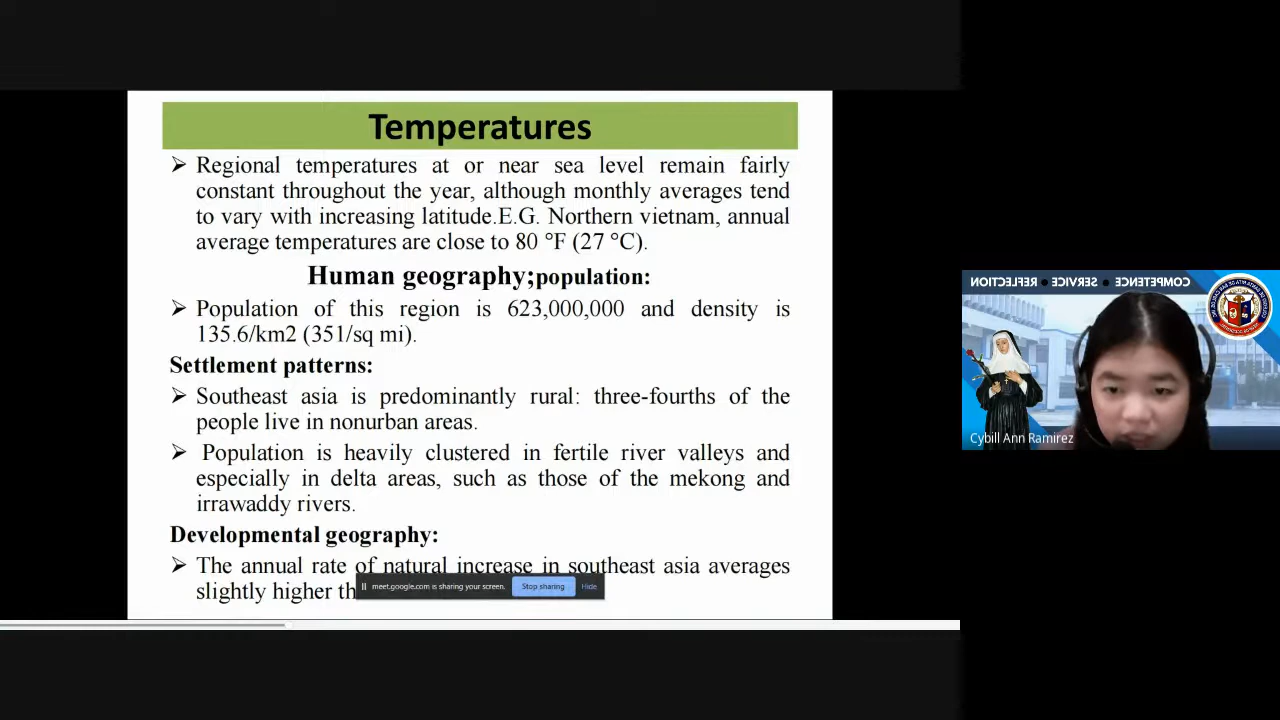 Temperatures
➢ Regional temperatures at or near sea level remain fairly
constant throughout the year, although monthly averages tend
to vary with increasing latitude.E.G. Northern vietnam, annual
average temperatures are close to 80 °F (27 °C).
Human geography;population:
➢ Population of this region is 623,000,000 and density is
135.6/km2 (351/sq mi).
Settlement patterns:
➢ Southeast asia is predominantly rural: three-fourths of the
people live in nonurban areas.
➢ Population is heavily clustered in fertile river valleys and
especially in delta areas, such as those of the mekong and
irrawaddy rivers.
Developmental geography:
➢ The annual rate of natural increase in southeast asia averages
slightly higher th
meet.google.com is sharing your screen. Stop sharing Hide
COMPETENCE ● SERVICE ● REFLECTION
Cybill Ann Ramirez